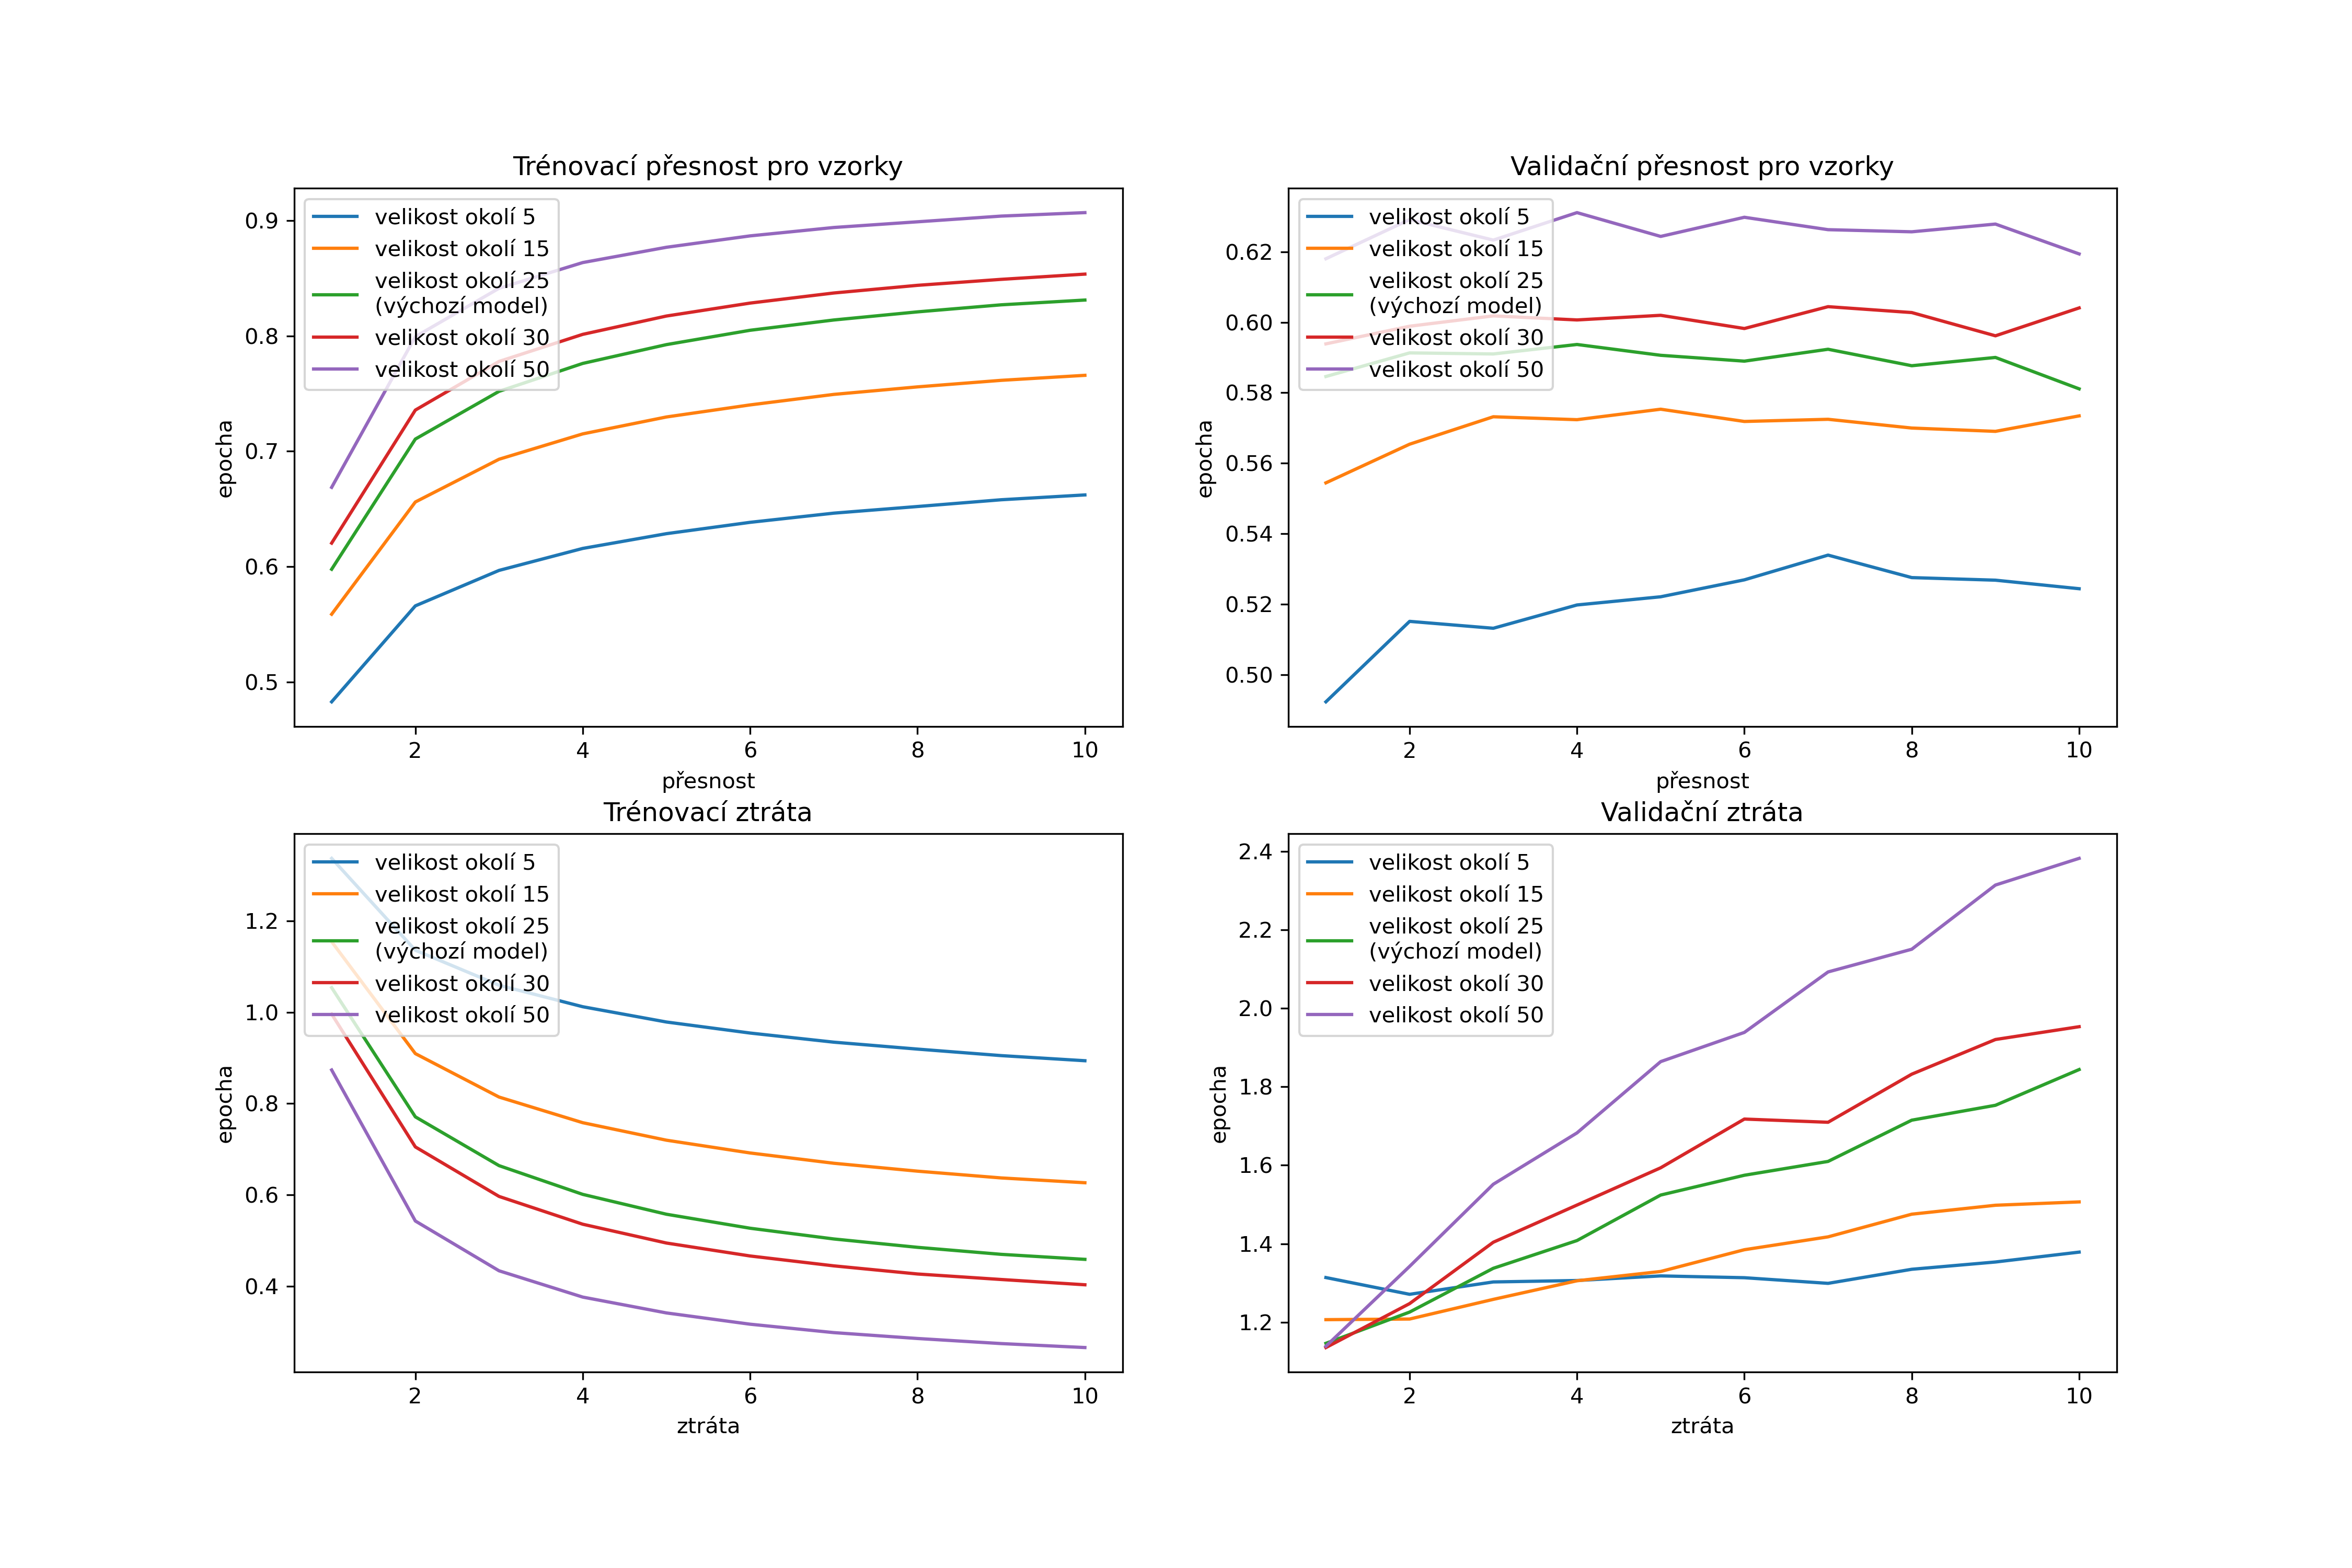 Trénovací přesnost pro vzorky
velikost okolí 5
velikost okolí 15
velikost okolí 25
(výchozí model)
velikost okolí 30
velikost okolí 50
0.9
0.8
0.7
0.6
0.5
epocha
2 4 6 8 10
přesnost
Validační přesnost pro vzorky
velikost okolí 5
velikost okolí 15
velikost okolí 25
(výchozí model)
velikost okolí 30
velikost okolí 50
0.62
0.60
0.58
0.56
0.54
0.52
0.50
epocha
2 4 6 8 10
přesnost
Trénovací ztráta
velikost okolí 5
velikost okolí 15
velikost okolí 25
(výchozí model)
velikost okolí 30
velikost okolí 50
1.2
1.0
0.8
0.6
0.4
epocha
2 4 6 8 10
ztráta
Validační ztráta
velikost okolí 5
velikost okolí 15
velikost okolí 25
(výchozí model)
velikost okolí 30
velikost okolí 50
2.4
2.2
2.0
1.8
1.6
1.4
1.2
epocha
2 4 6 8 10
ztráta